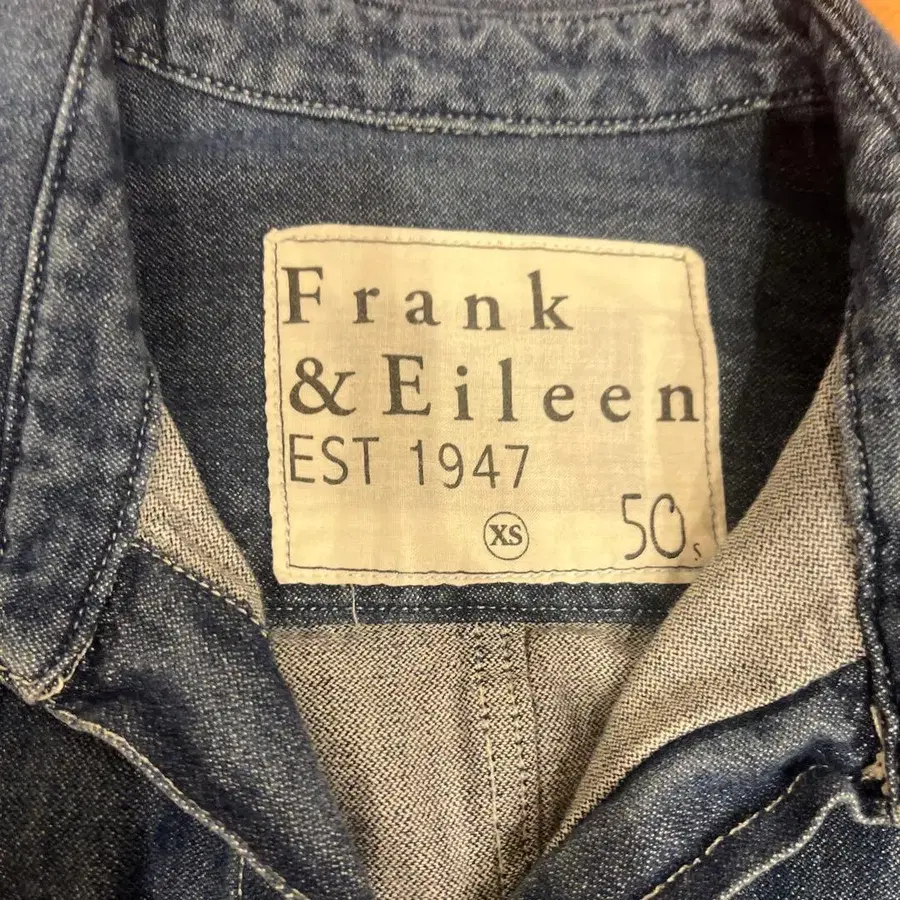 Frank
& Eileen
EST 1947
XS
50s